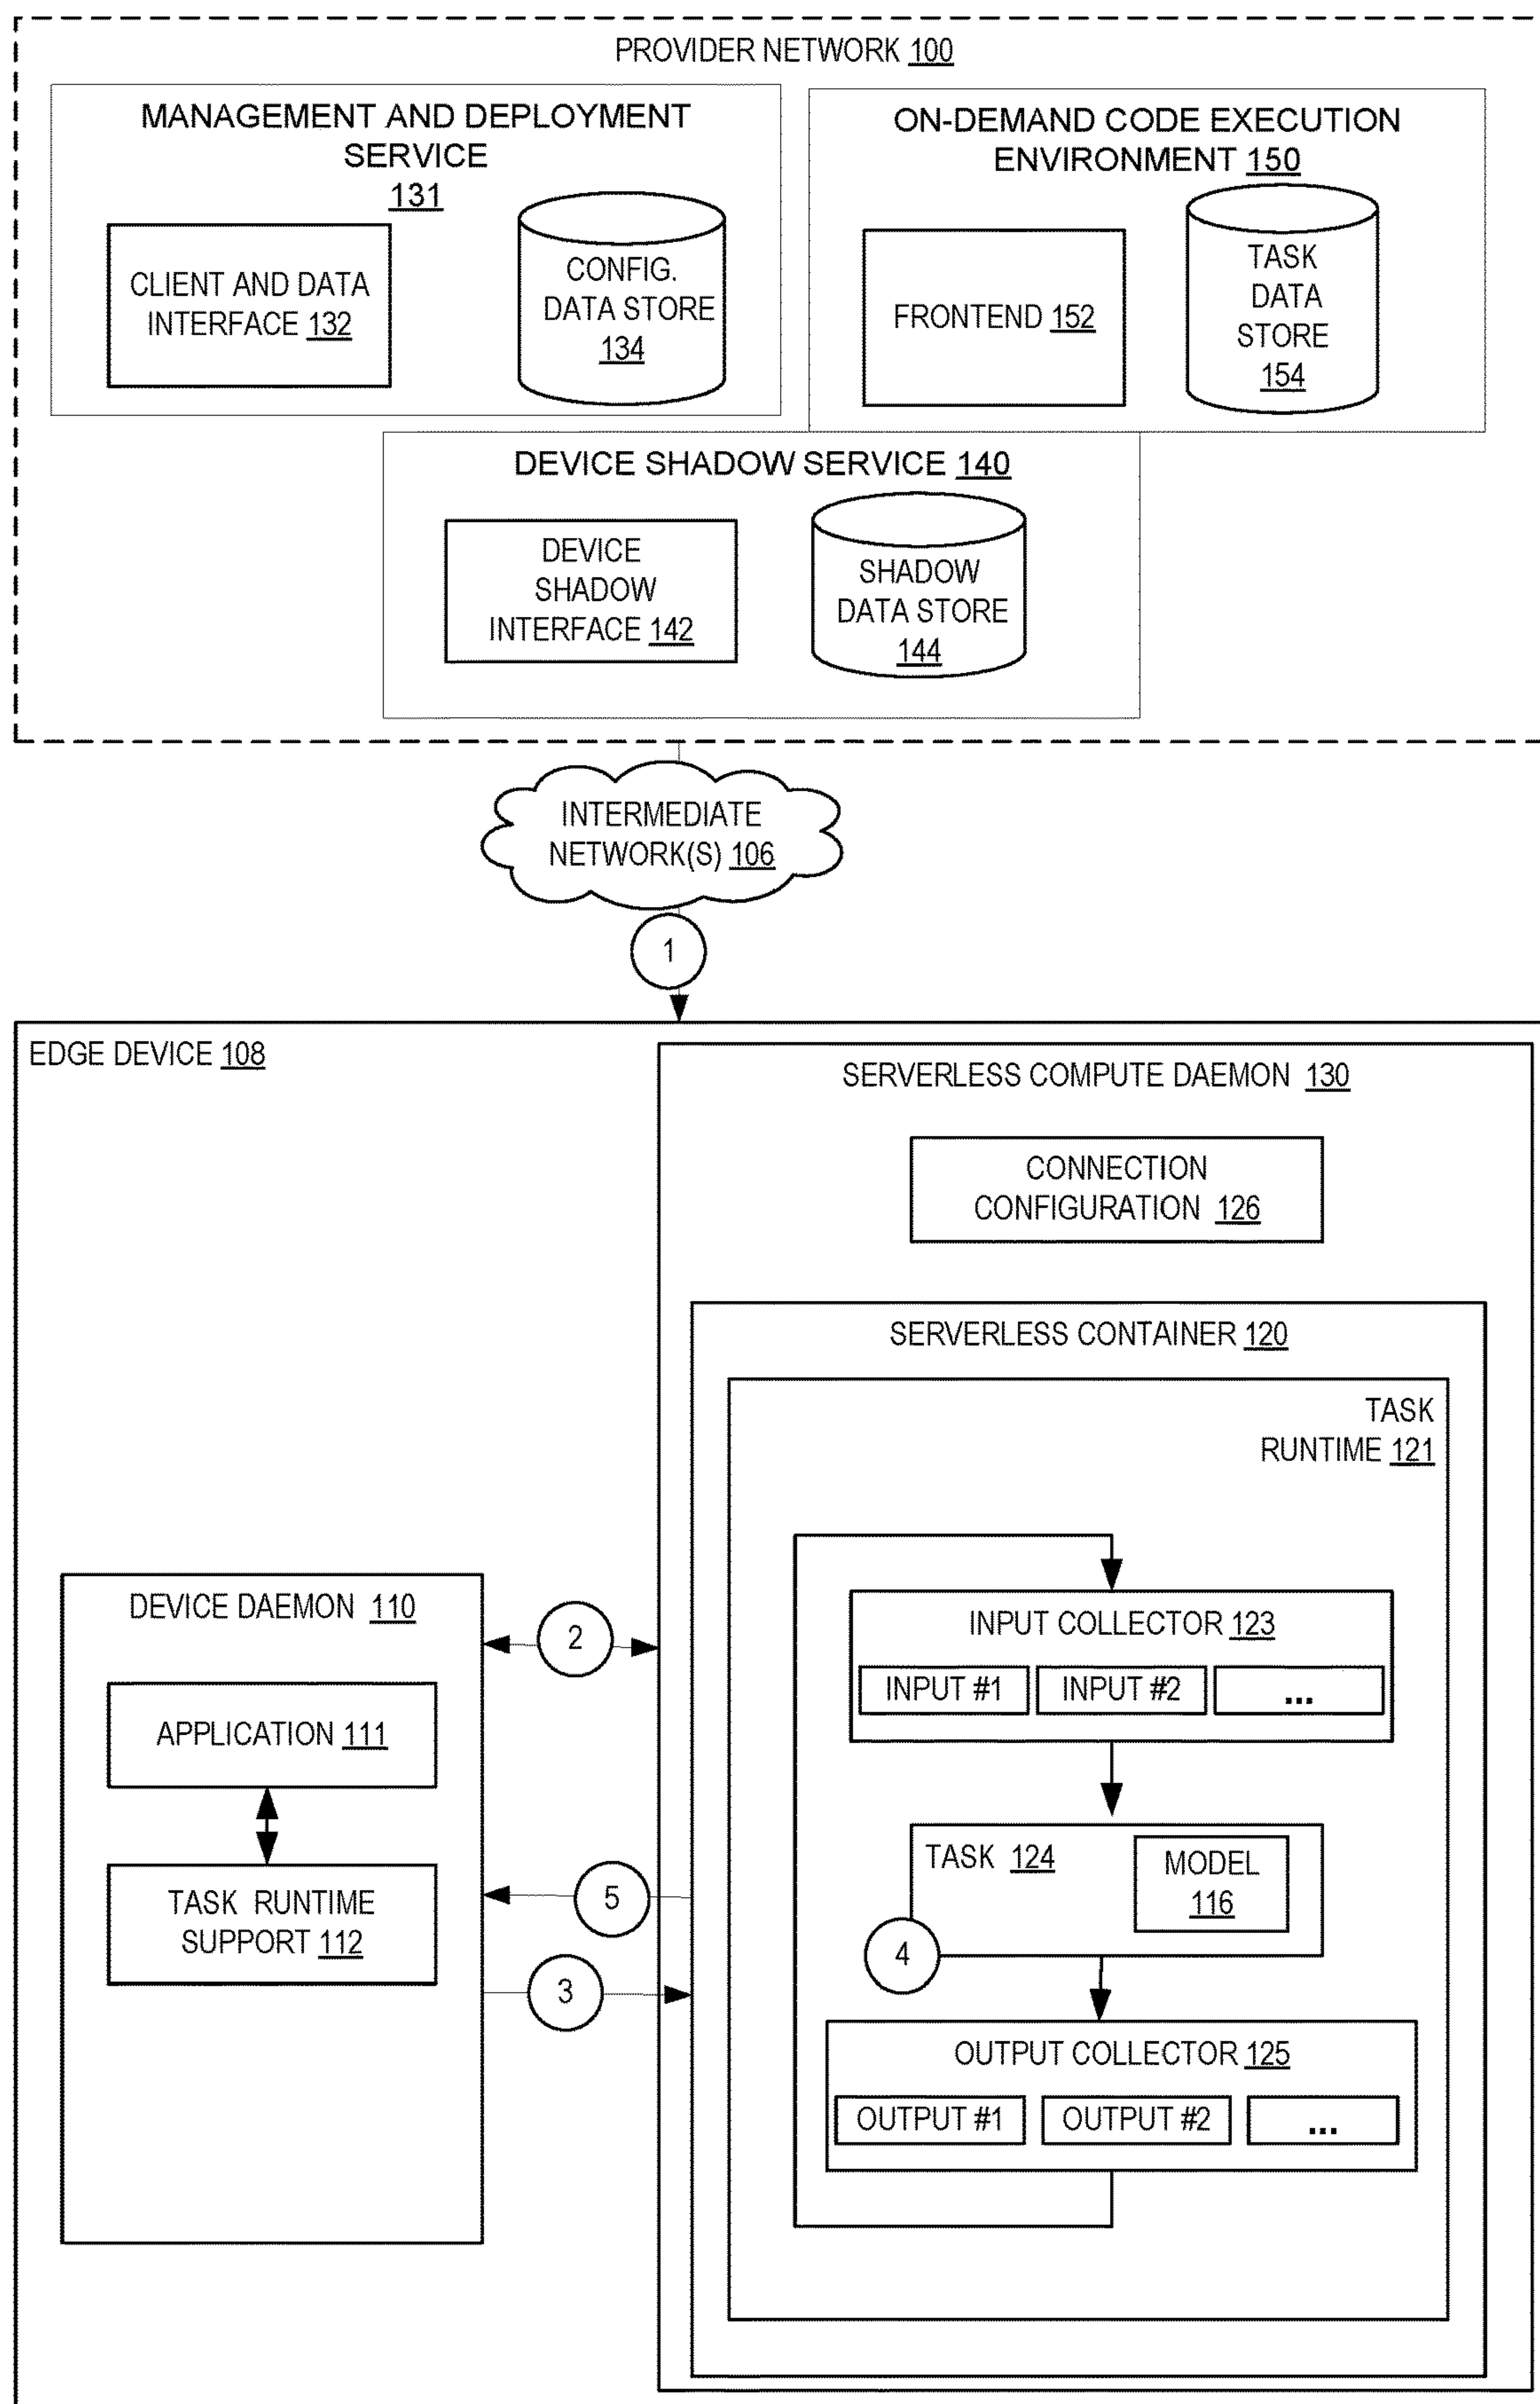 PROVIDER NETWORK 100
MANAGEMENT AND DEPLOYMENT
SERVICE
131
CLIENT AND DATA
INTERFACE 132
CONFIG.
DATA STORE
134
ON-DEMAND CODE EXECUTION
ENVIRONMENT 150
FRONTEND 152
TASK
DATA
STORE
154
DEVICE SHADOW SERVICE 140
DEVICE
SHADOW
INTERFACE 142
SHADOW
DATA STORE
144
INTERMEDIATE
NETWORK(S) 106
1
EDGE DEVICE 108
SERVERLESS COMPUTE DAEMON 130
CONNECTION
CONFIGURATION 126
SERVERLESS CONTAINER 120
TASK
RUNTIME 121
DEVICE DAEMON 110
APPLICATION 111
TASK RUNTIME
SUPPORT 112
2
5
3
INPUT COLLECTOR 123
INPUT #1
INPUT #2
...
TASK 124
MODEL
116
4
OUTPUT COLLECTOR 125
OUTPUT #1
OUTPUT #2
...